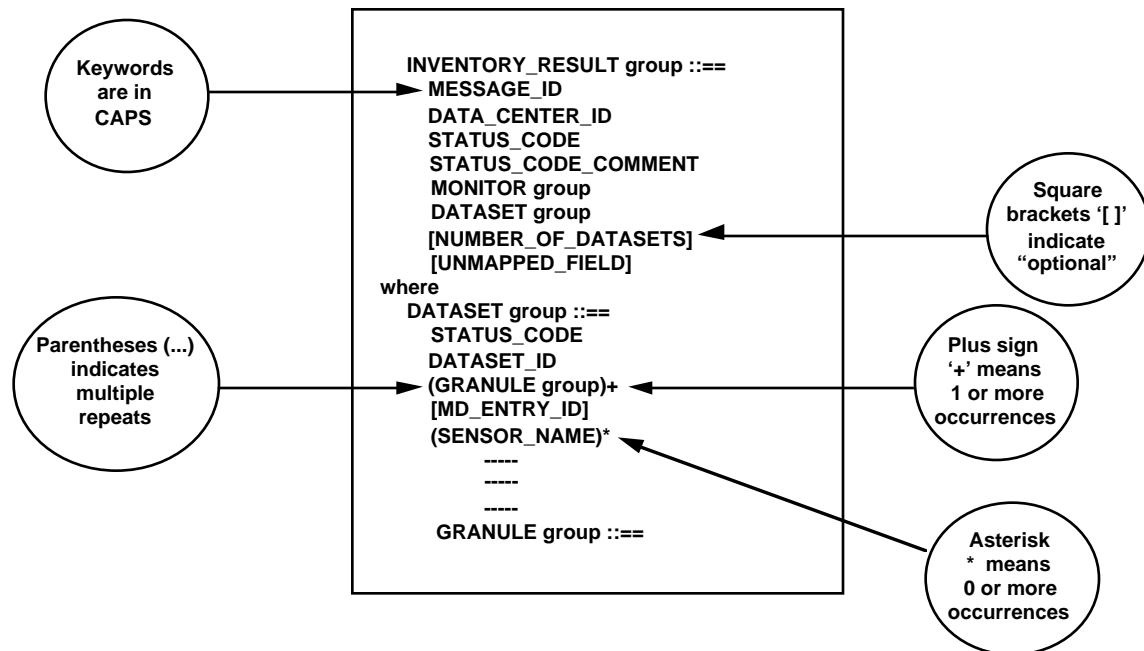 Keywords
are in
CAPS
INVENTORY_RESULT group ::==
MESSAGE_ID
DATA_CENTER_ID
STATUS_CODE
STATUS_CODE_COMMENT
MONITOR group
DATASET group
[NUMBER_OF_DATASETS]
[UNMAPPED_FIELD]
where
DATASET group ::==
STATUS_CODE
DATASET_ID
(GRANULE group)+
[MD_ENTRY_ID]
(SENSOR_NAME)*
-----
-----
-----
GRANULE group ::==
Square
brackets ‘[ ]’
indicate
“optional”
Parentheses (...)
indicates
multiple
repeats
Plus sign
‘+’ means
1 or more
occurrences
Asterisk
* means
0 or more
occurrences